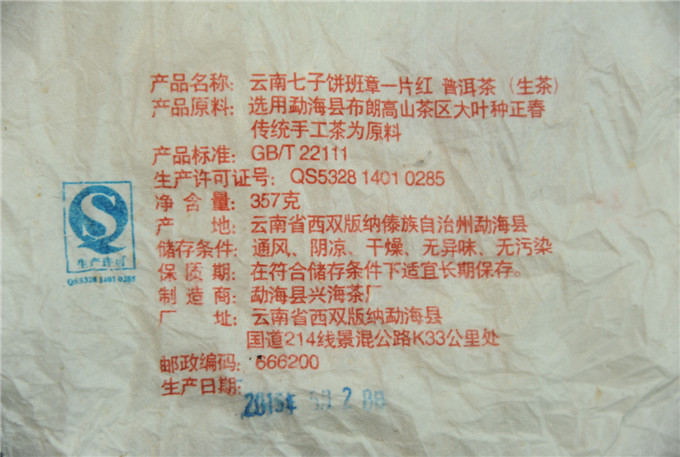 产品名称：云南七子饼班章一片红 普洱茶（生茶）
产品原料：选用勐海县布朗高山茶区大叶种正春
传统手工茶为原料
产品标准：GB/T 22111
生产许可证号：QS5328 1401 0285
净 含 量：357克
产 地：云南省西双版纳傣族自治州勐海县
储存条件：通风、阴凉、干燥、无异味、无污染
保 质 期：在符合储存条件下适宜长期保存。
制 造 商：勐海县兴海茶厂
厂 址：云南省西双版纳勐海县
国道214线景混公路K33公里处
邮政编码：666200
生产日期：
S
生产许可
QS5328 1401 0285